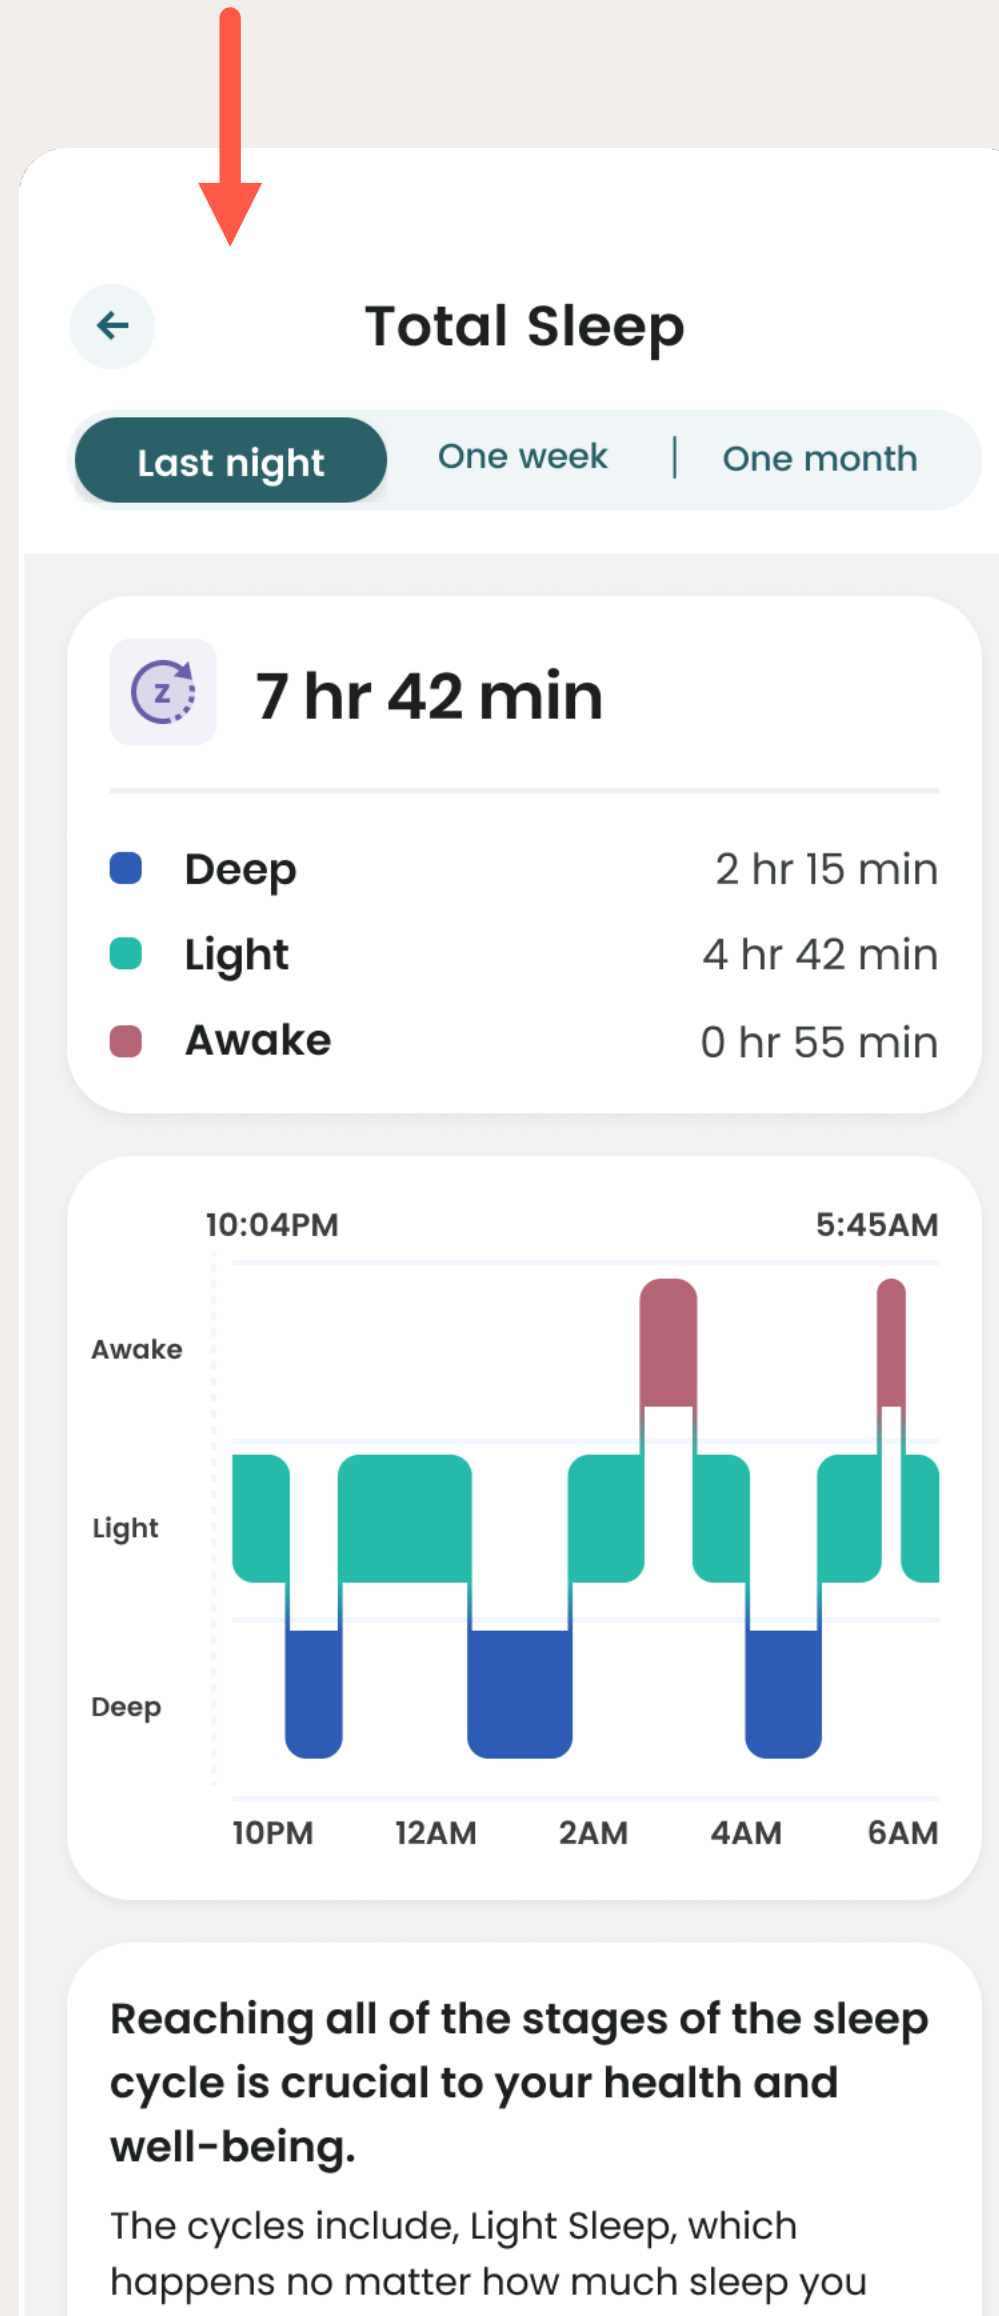 Total Sleep
Last night
One week | One month
z
7 hr 42 min
Deep 2 hr 15 min
Light 4 hr 42 min
Awake 0 hr 55 min
10:04PM 5:45AM
Awake
Light
Deep
10PM 12AM 2AM 4AM 6AM
Reaching all of the stages of the sleep
cycle is crucial to your health and
well-being.
The cycles include, Light Sleep, which
happens no matter how much sleep you